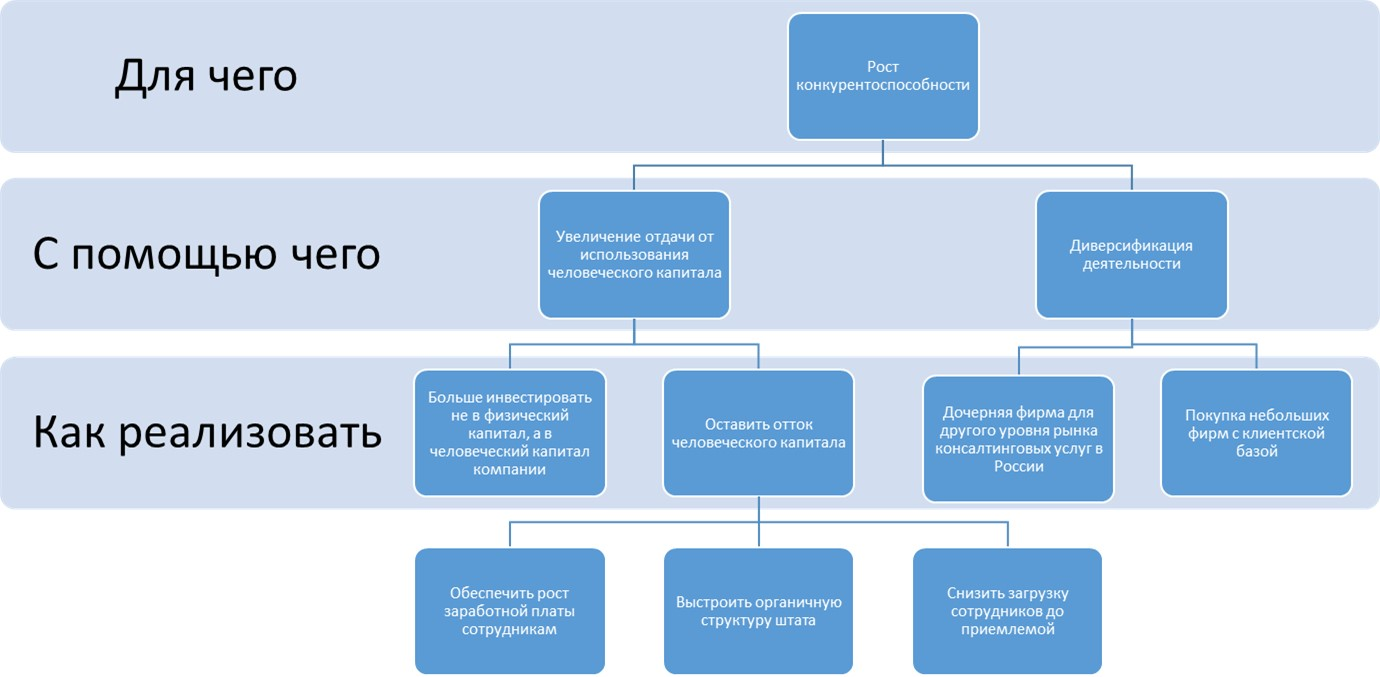 Для чего
Рост
конкурентоспособности
С помощью чего
Увеличение отдачи от
использования
человеческого капитала
Диверсификация
деятельности
Как реализовать
Больше инвестировать
не в физический
капитал, а в
человеческий капитал
компании
Оставить отток
человеческого капитала
Дочерняя фирма для
другого уровня рынка
консалтинговых услуг в
России
Покупка небольших
фирм с клиентской
базой
Обеспечить рост
заработной платы
сотрудникам
Выстроить органичную
структуру штата
Снизить загрузку
сотрудников до
приемлемой